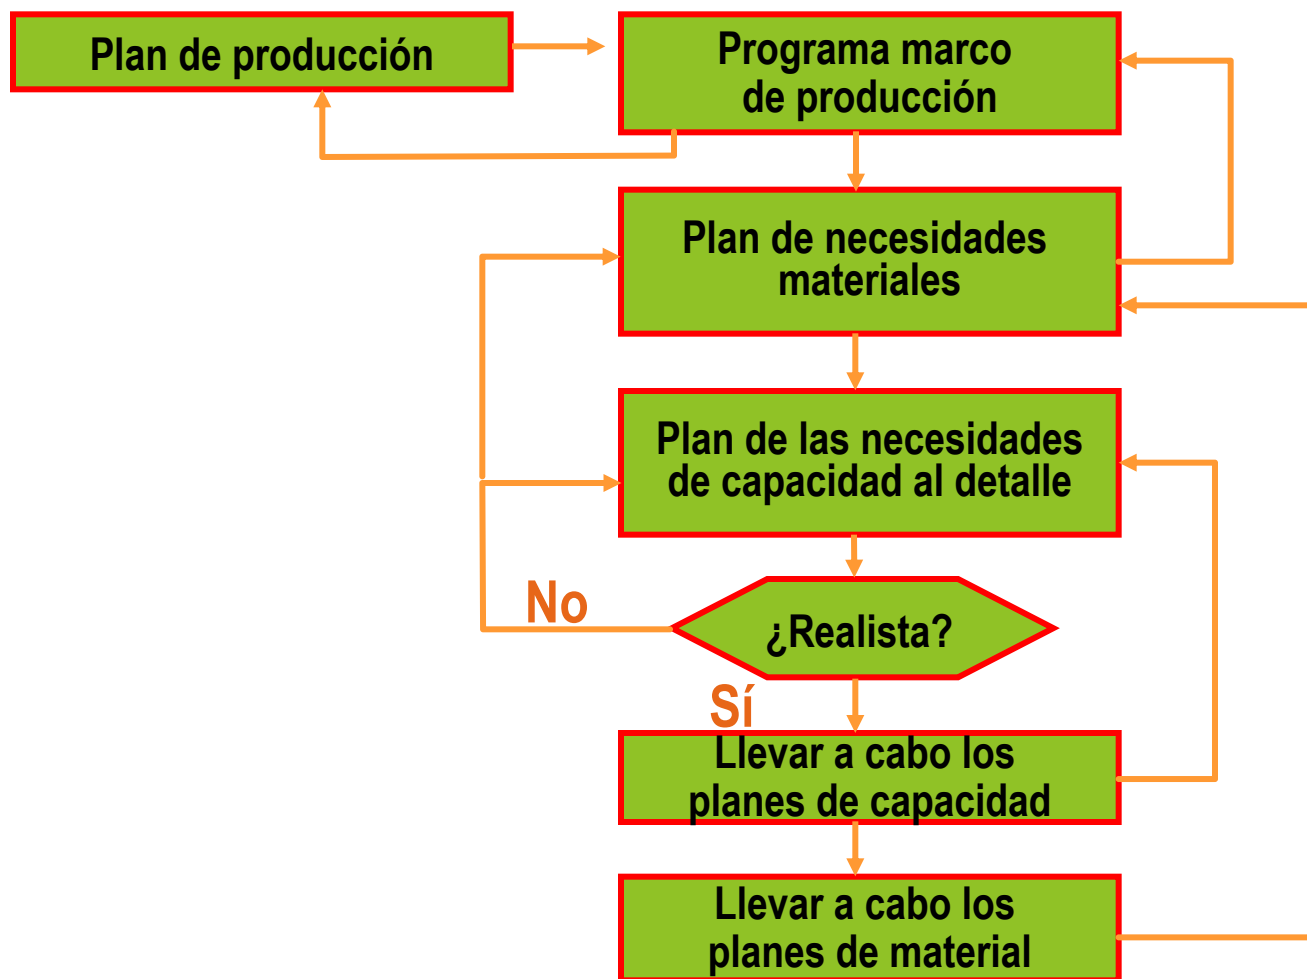 Plan de producción
Programa marco
de producción
Plan de necesidades
materiales
Plan de las necesidades
de capacidad al detalle
No
¿Realista?
Sí
Llevar a cabo los
planes de capacidad
Llevar a cabo los
planes de material